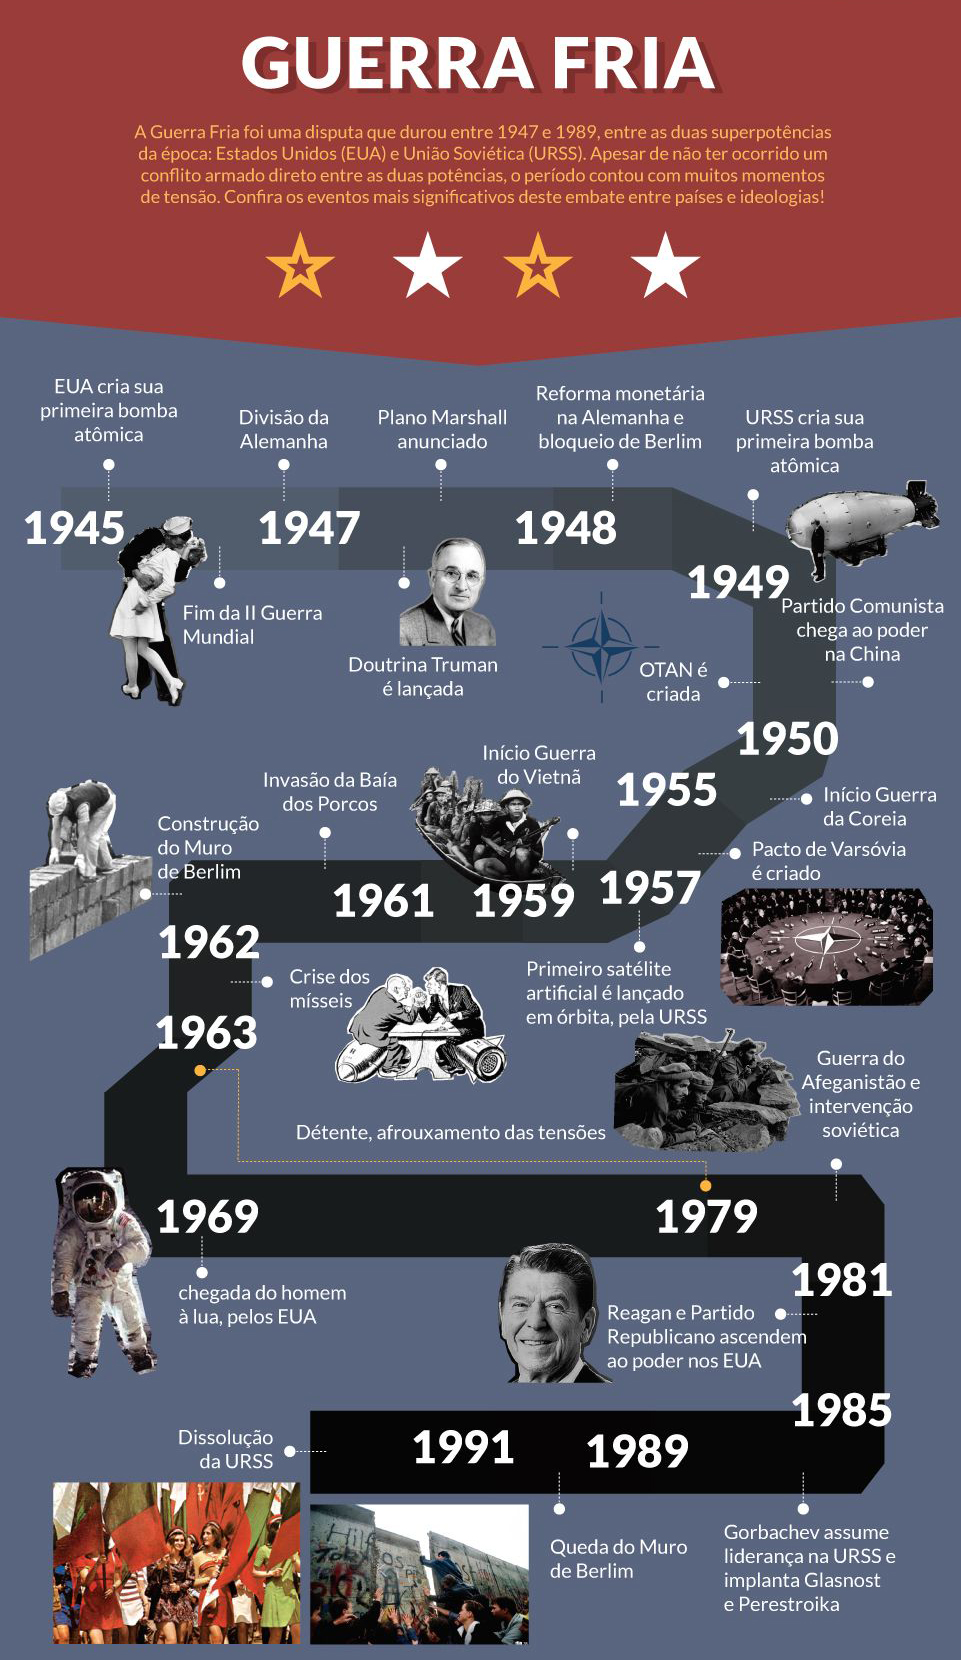 GUERRA FRIA
A Guerra Fria foi uma disputa que durou entre 1947 e 1989, entre as duas superpotências
da época: Estados Unidos (EUA) e União Soviética (URSS). Apesar de não ter ocorrido um
conflito armado direto entre as duas potências, o período contou com muitos momentos
de tensão. Confira os eventos mais significativos deste embate entre países e ideologias!
EUA cria sua
primeira bomba
atômica
Divisão da
Alemanha
Plano Marshall
anunciado
Reforma monetária
na Alemanha e
bloqueio de Berlim
URSS cria sua
primeira bomba
atômica
1945
1947
1948
1949
Fim da II Guerra
Mundial
Doutrina Truman
é lançada
OTAN é
criada
Partido Comunista
chega ao poder
na China
1950
Início Guerra
da Coreia
1955
Pacto de Varsóvia
é criado
Início Guerra
do Vietnã
Invasão da Baía
dos Porcos
Construção
do Muro
de Berlim
1961
1959
1957
1962
Primeiro satélite
artificial é lançado
em órbita, pela URSS
Crise dos
mísseis
1963
Guerra do
Afeganistão e
intervenção
soviética
Détente, afrouxamento das tensões
1969
1979
chegada do homem
à lua, pelos EUA
1981
Reagan e Partido
Republicano ascendem
ao poder nos EUA
1985
Dissolução
da URSS
1991
1989
Queda do Muro
de Berlim
Gorbachev assume
liderança na URSS e
implanta Glasnost
e Perestroika